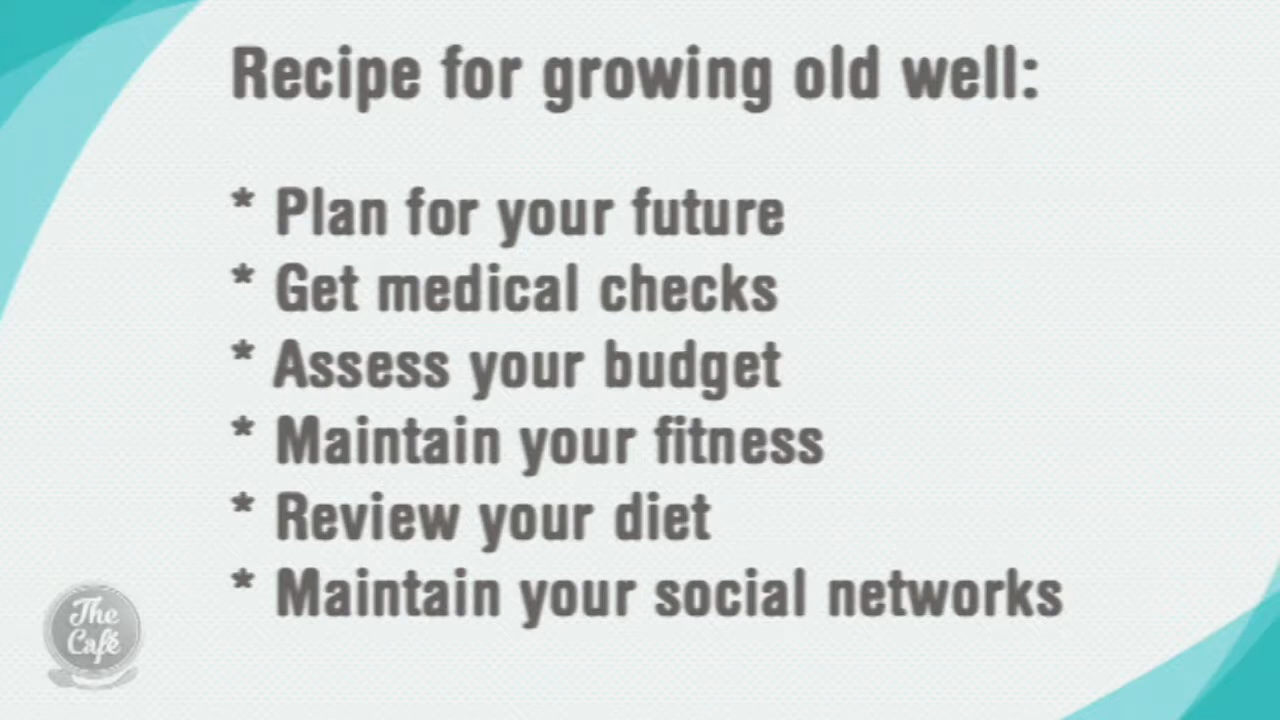 Recipe for growing old well:
* Plan for your future
* Get medical checks
* Assess your budget
* Maintain your fitness
* Review your diet
* Maintain your social networks
The
Café